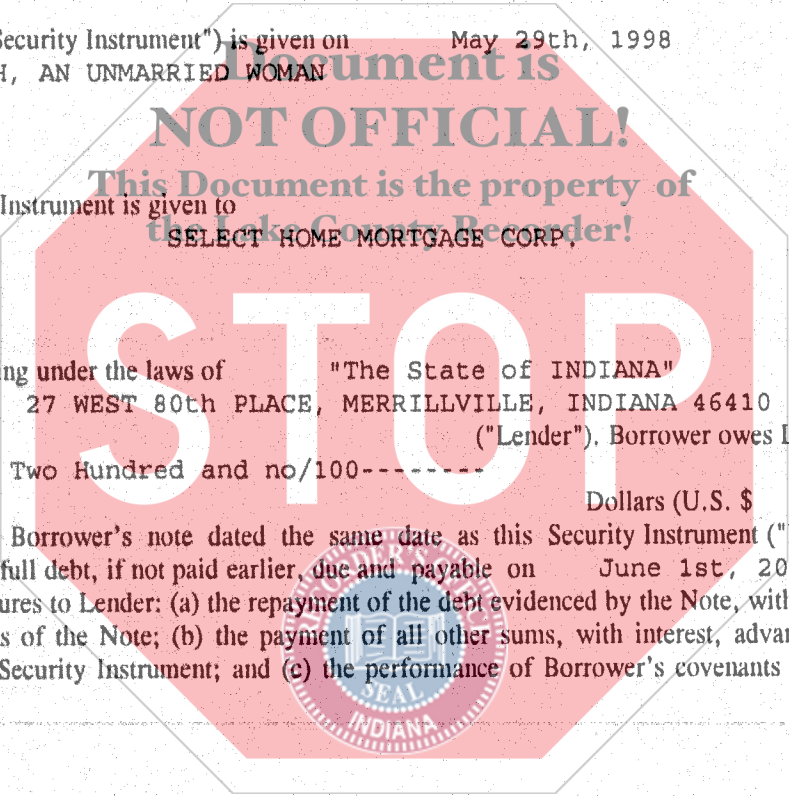 Security Instrument") is given on May 29th, 1998
H, AN UNMARRIED WOMAN
Document is
NOT OFFICIAL!
This Document is the property of
the Lake County Recorder!
Instrument is given to
SELECT HOME MORTGAGE CORP.
STOP
ng under the laws of "The State of INDIANA"
27 WEST 80th PLACE, MERRILLVILLE, INDIANA 46410
("Lender"). Borrower owes L
Two Hundred and no/100--------
Dollars (U.S. $
Borrower's note dated the same date as this Security Instrument ("
full debt, if not paid earlier, due and payable on June 1st, 20
ures to Lender: (a) the repayment of the debt evidenced by the Note, with
s of the Note; (b) the payment of all other sums, with interest, advan
Security Instrument; and (c) the performance of Borrower's covenants
SEAL
INDIANA